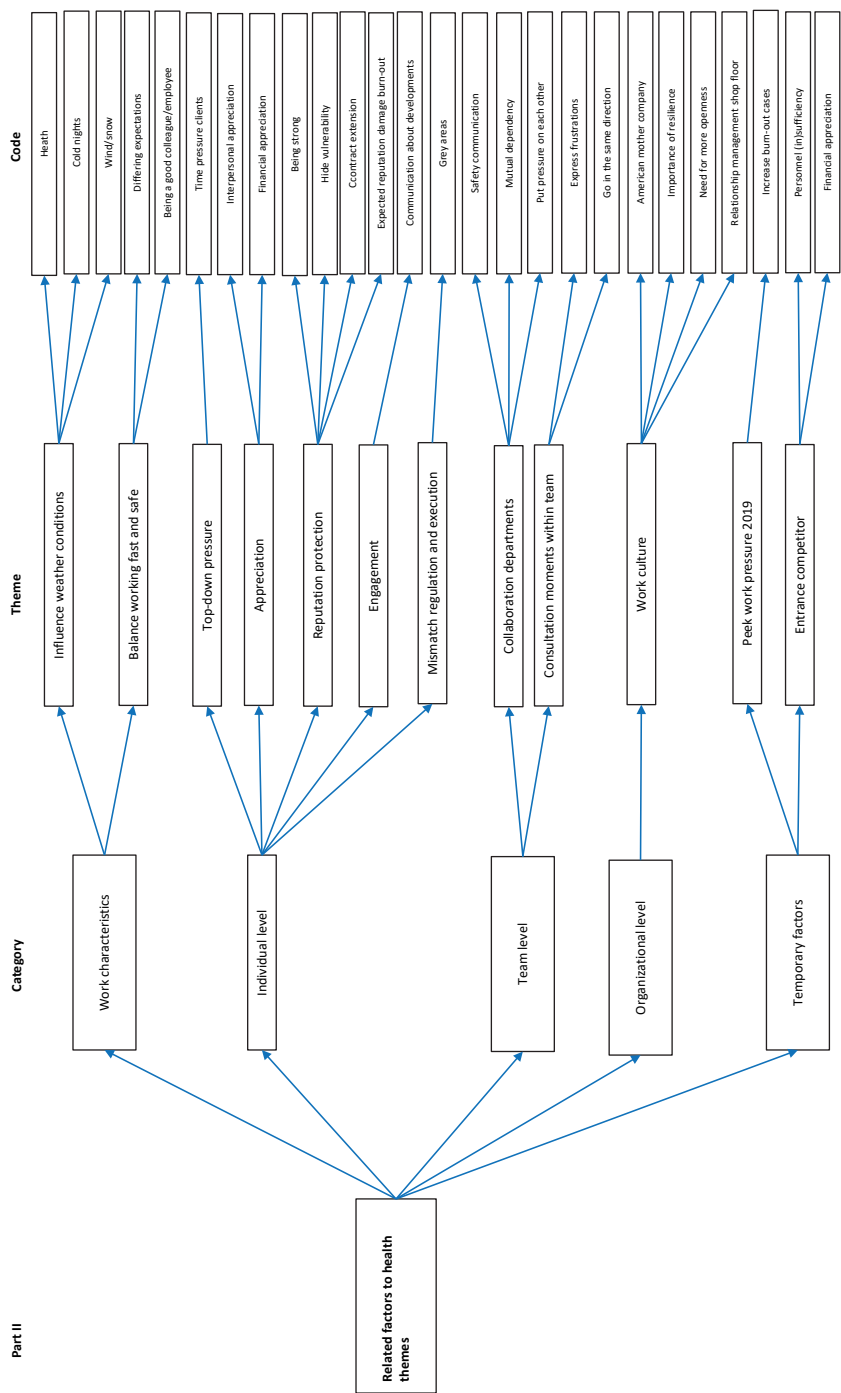 Part II
Category
Theme
Code
Related factors to health
themes
Work characteristics
Individual level
Team level
Organizational level
Temporary factors
Influence weather conditions
Balance working fast and safe
Top-down pressure
Appreciation
Reputation protection
Engagement
Mismatch regulation and execution
Collaboration departments
Consultation moments within team
Work culture
Peek work pressure 2019
Entrance competitor
Heath
Cold nights
Wind/snow
Differing expectations
Being a good colleague/employee
Time pressure clients
Interpersonal appreciation
Financial appreciation
Being strong
Hide vulnerability
Ccontract extension
Expected reputation damage burn-out
Communication about developments
Grey areas
Safety communication
Mutual dependency
Put pressure on each other
Express frustrations
Go in the same direction
American mother company
Importance of resilience
Need for more openness
Relationship management shop floor
Increase burn-out cases
Personnel (in)sufficiency
Financial appreciation